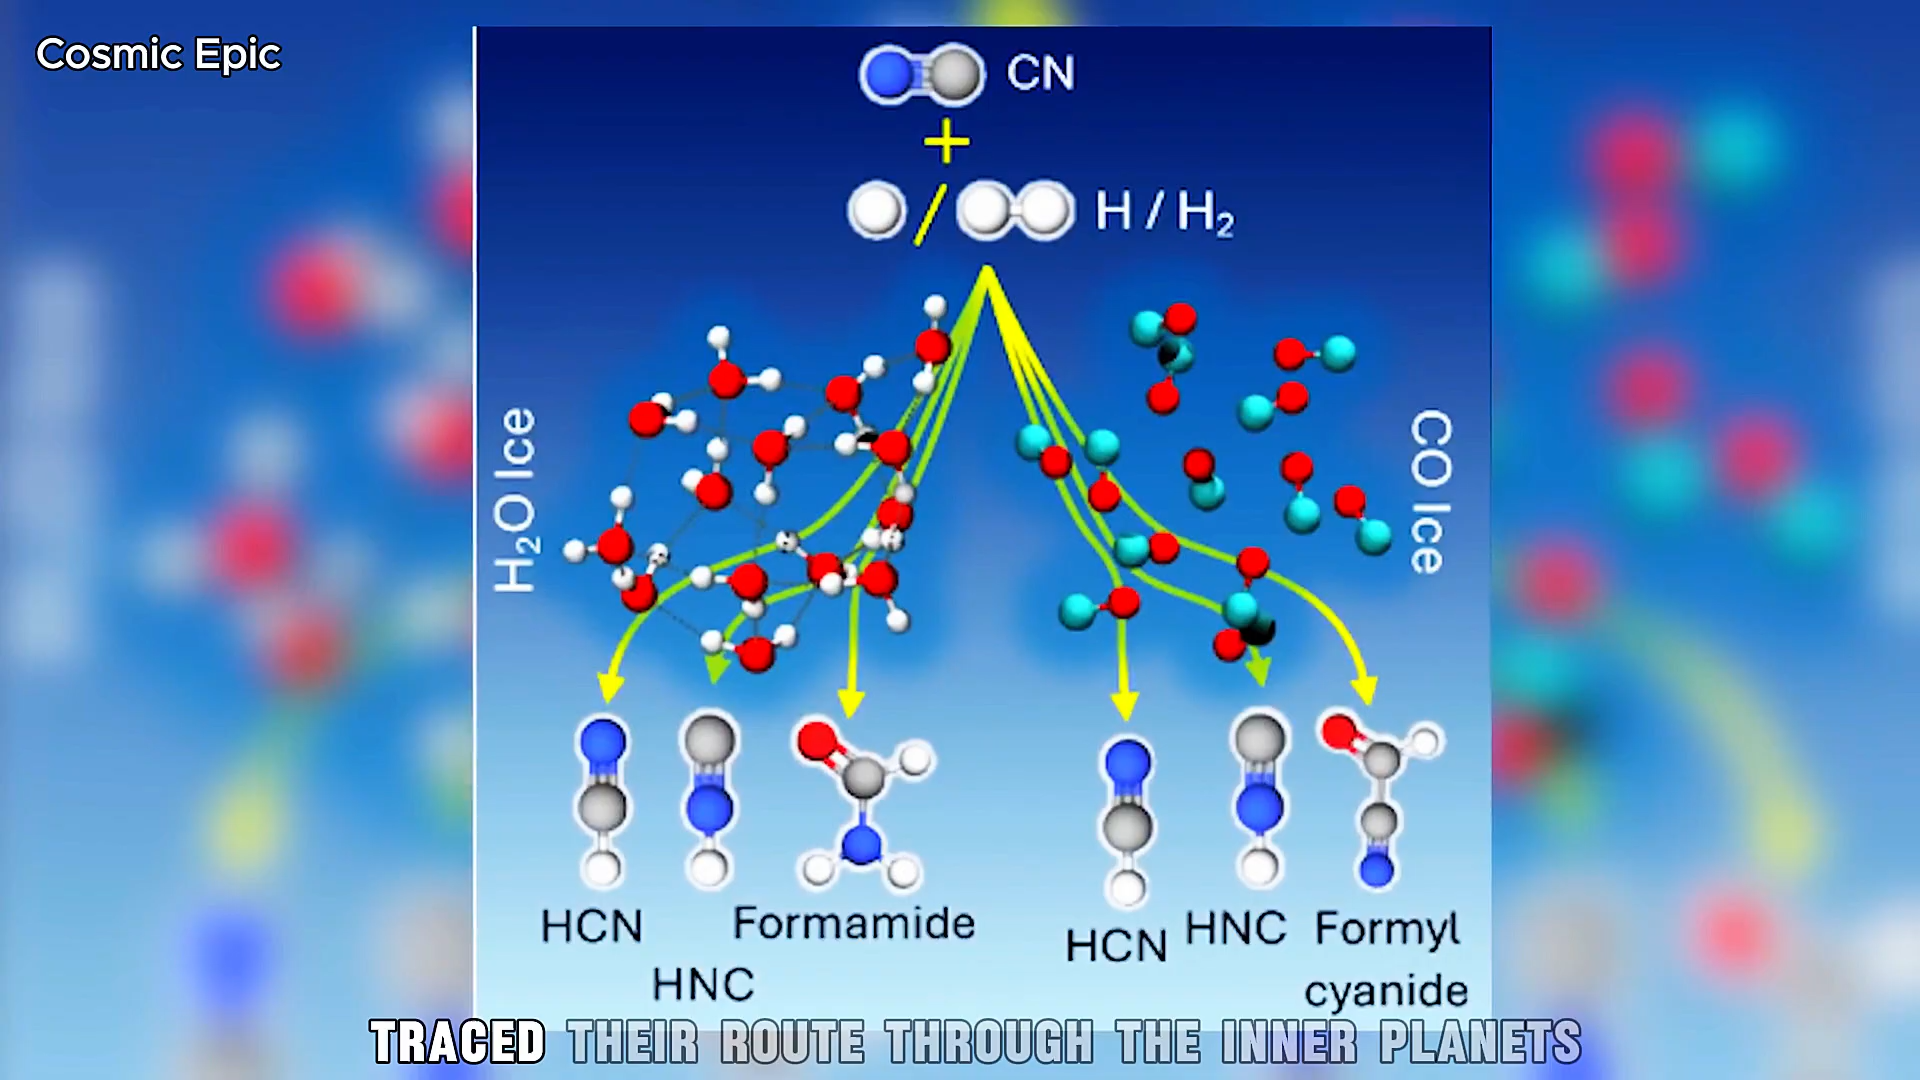 Cosmic Epic
CN
H / H₂
H₂O Ice
CO Ice
HCN
HNC
Formamide
HCN
HNC
Formyl
cyanide
TRACED THEIR ROUTE THROUGH THE INNER PLANETS